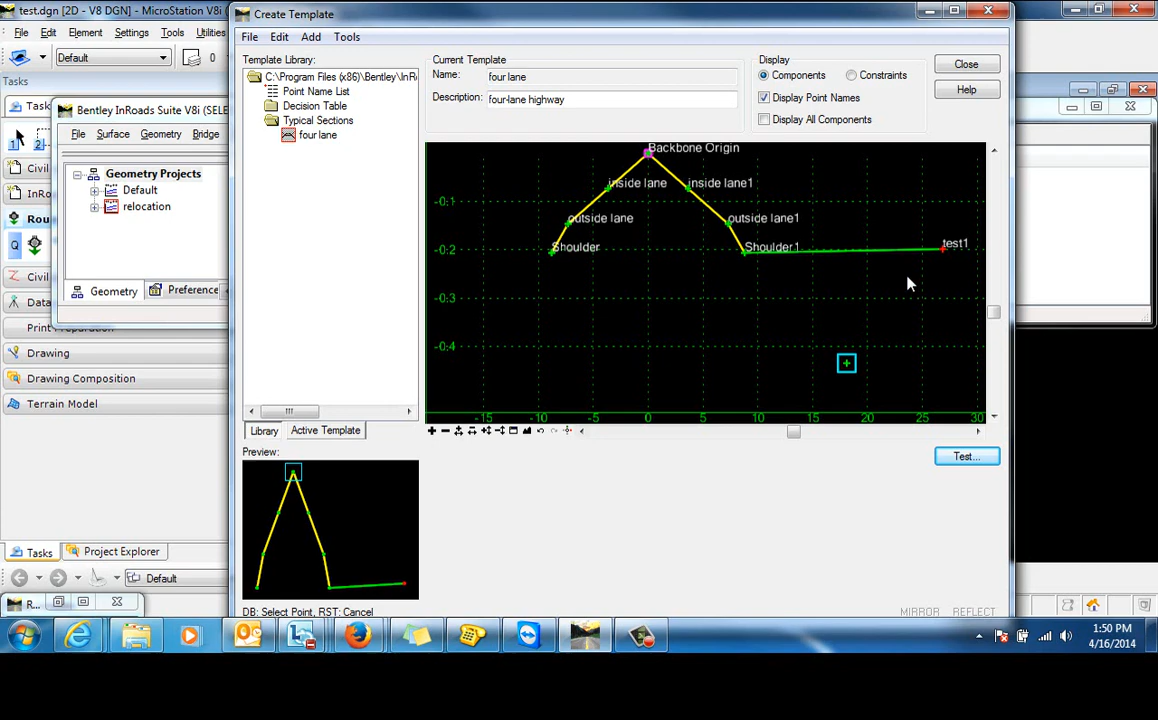 test.dgn [2D - V8 DGN] - MicroStation V8i (
File Edit Element Settings Tools Utilities
Default 0
Tasks
Task
Bentley InRoads Suite V8i (SELE
File Surface Geometry Bridge
Geometry Projects
Default
relocation
Geometry Preference
Civil
InRo
Rou
Civil
Data
Print Preparation
Drawing
Drawing Composition
Terrain Model
Tasks Project Explorer
Default
R...
Create Template
File Edit Add Tools
Template Library:
C:\Program Files (x86)\Bentley\InR
Point Name List
Decision Table
Typical Sections
four lane
Library Active Template
Current Template
Name: four lane
Description: four-lane highway
Display
Components Constraints
Display Point Names
Display All Components
Close
Help
Backbone Origin
inside lane inside lane1
outside lane outside lane1
Shoulder Shoulder1 test1
-0.1
-0.2
-0.3
-0.4
-15 -10 -5 0 5 10 15 20 25 30
Test...
Preview:
DB: Select Point, RST: Cancel
MIRROR REFLECT
1:50 PM
4/16/2014